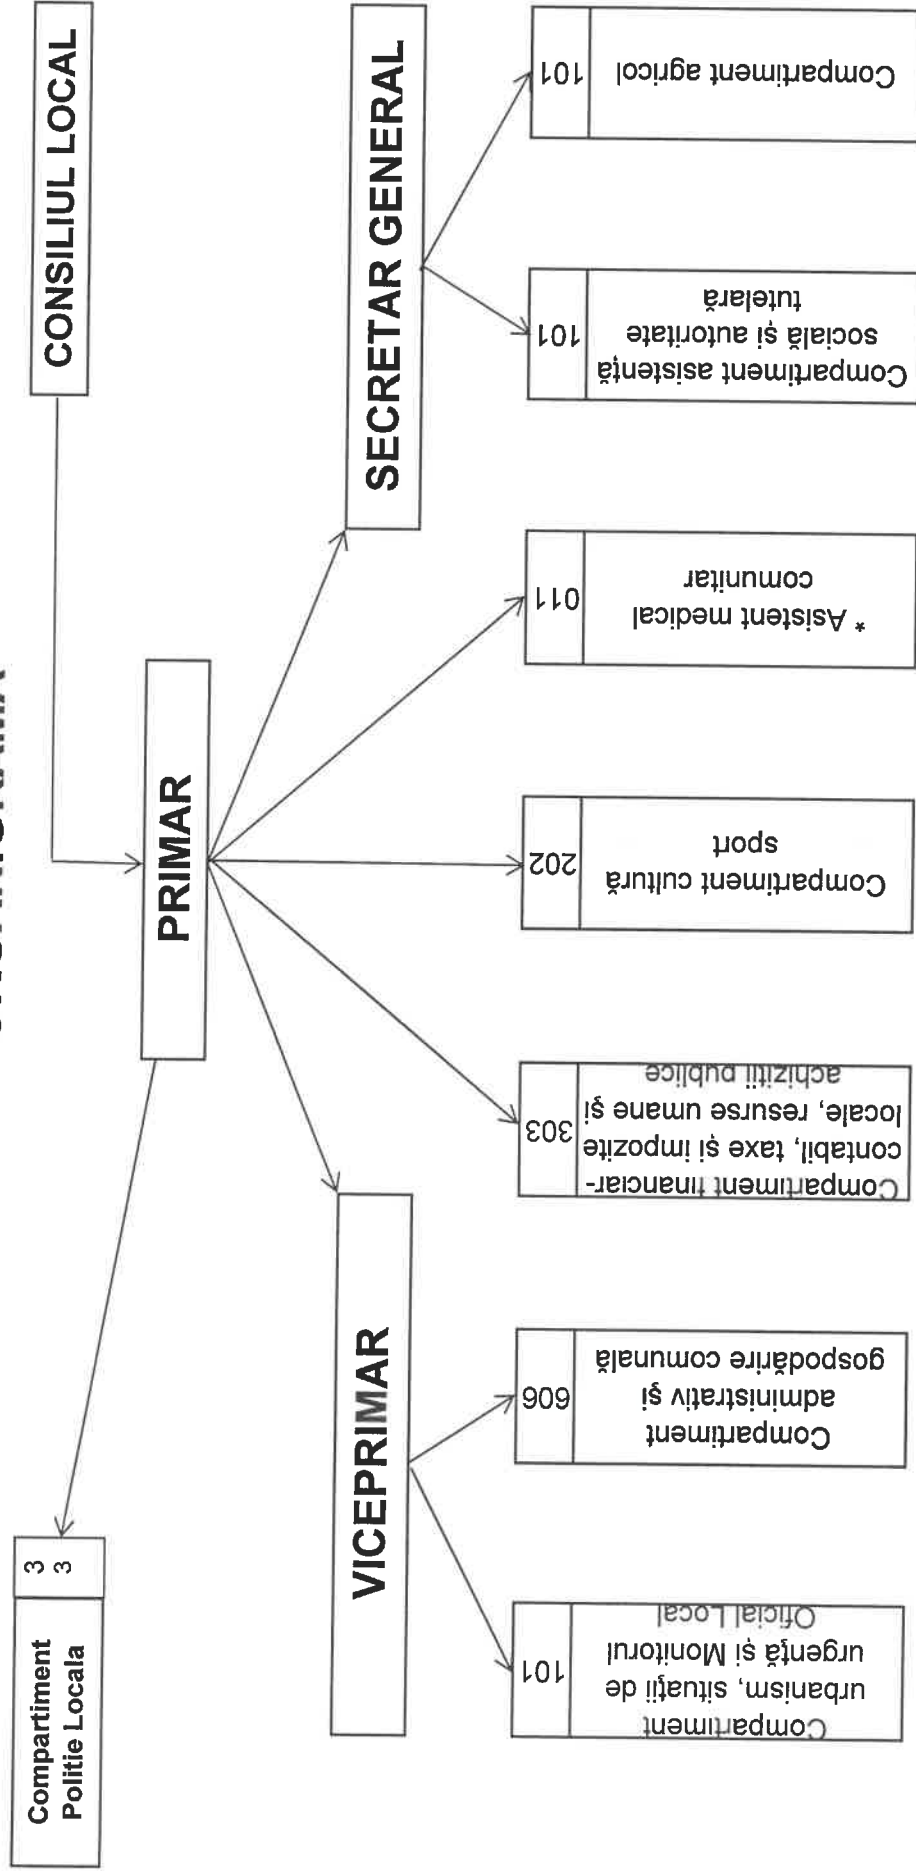 ORGANIGRAMA
Compartiment
Politie Locala
3
3
CONSILIUL LOCAL
PRIMAR
VICEPRIMAR
SECRETAR GENERAL
101
Compartiment
urbanism, situații de
urgență și Monitorul
Oficial Local
606
Compartiment
administrativ și
gospodărire comunală
303
Compartiment financiar-
contabil, taxe și impozite
locale, resurse umane și
achizitii publice
202
Compartiment cultură
sport
011
* Asistent medical
comunitar
101
Compartiment asistență
socială și autoritate
tutelară
101
Compartiment agricol